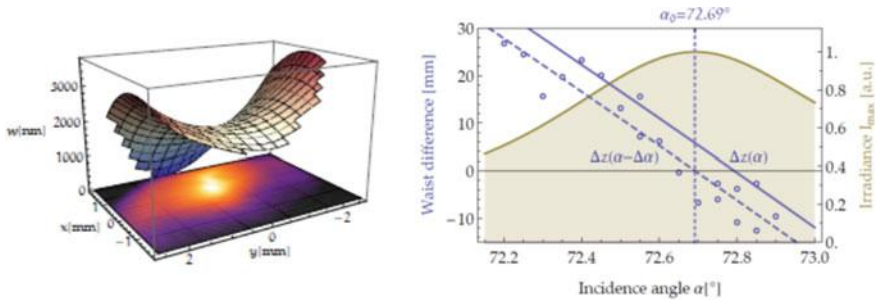 3000
2000
w[nm]
1000
0
1
x[mm] 0
-1
2
0
y[mm]
-2
α₀=72.69°
30
20
10
0
-10
Waist difference [mm]
Δz(α-Δα)
Δz(α)
1.
0.8
0.6
0.4
0.2
0.
Irradiance Imax [a.u.]
72.2 72.4 72.6 72.8 73.0
Incidence angle α[°]